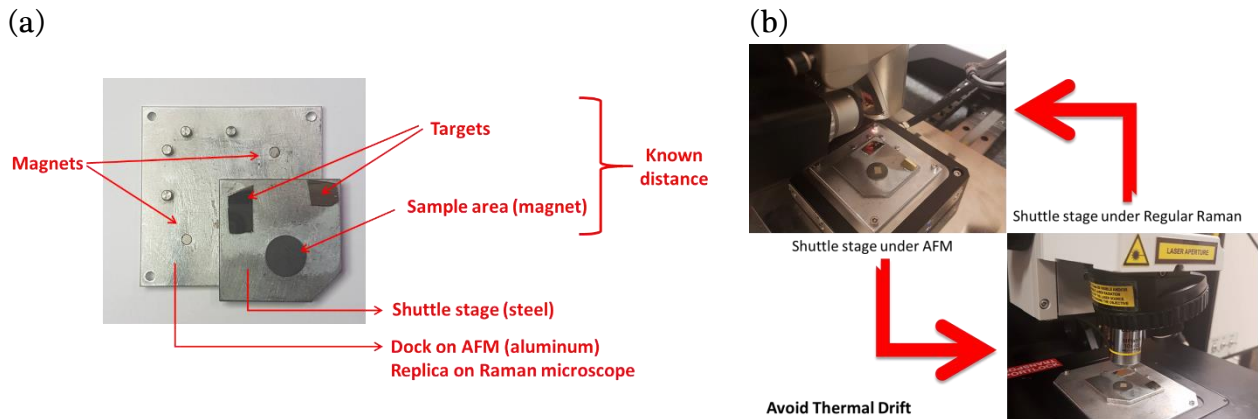 (a)
Magnets
Targets
Sample area (magnet)
Known
distance
Shuttle stage (steel)
Dock on AFM (aluminum)
Replica on Raman microscope
(b)
Shuttle stage under Regular Raman
Shuttle stage under AFM
LASER APERTURE
Avoid Thermal Drift